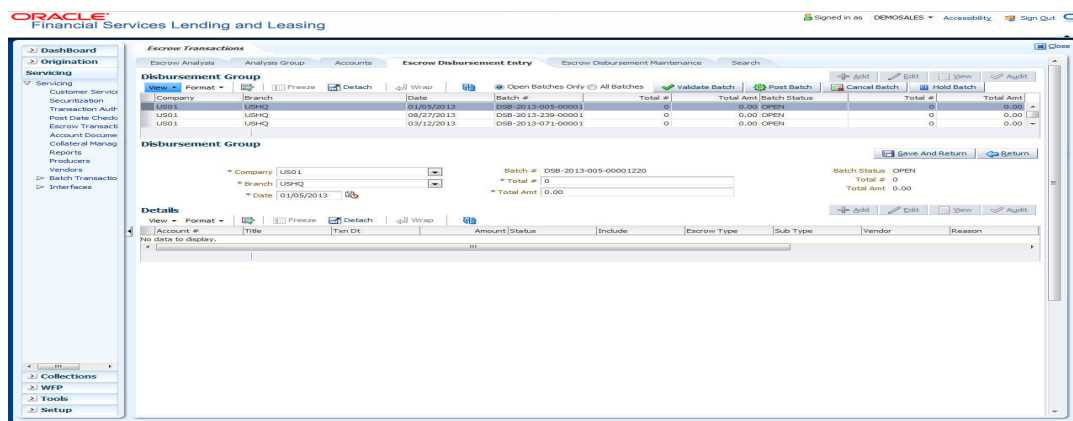 ORACLE
Financial Services Lending and Leasing
Signed in as DEMOSALES Accessibility Sign Out
DashBoard
Origination
Servicing
Servicing
Customer Service
Securitization
Transaction Auth
Post Date Checks
Escrow Transacti
Account Docume
Collateral Manag
Reports
Producers
Vendors
Batch Transactio
Interfaces
Collections
WFP
Tools
Setup
Escrow Transactions
Close
Escrow Analysis Analysis Group Accounts Escrow Disbursement Entry Escrow Disbursement Maintenance Search
Disbursement Group
Add Edit View Audit
View Format Freeze Detach Wrap Open Batches Only All Batches Validate Batch Post Batch Cancel Batch Hold Batch
Company Branch Date Batch # Total # Total Amt Batch Status Total # Total Amt
US01 USHQ 01/05/2013 DSB-2013-005-00001 0 0.00 OPEN 0 0.00
US01 USHQ 08/27/2013 DSB-2013-239-00001 0 0.00 OPEN 0 0.00
US01 USHQ 03/12/2013 DSB-2013-071-00001 0 0.00 OPEN 0 0.00
Disbursement Group
Save And Return Return
* Company US01 Batch # DSB-2013-005-00001220 Batch Status OPEN
* Branch USHQ * Total # 0 Total # 0
* Date 01/05/2013 * Total Amt 0.00 Total Amt 0.00
Details
Add Edit View Audit
View Format Freeze Detach Wrap
Account # Title Txn Dt Amount Status Include Escrow Type Sub Type Vendor Reason
No data to display.